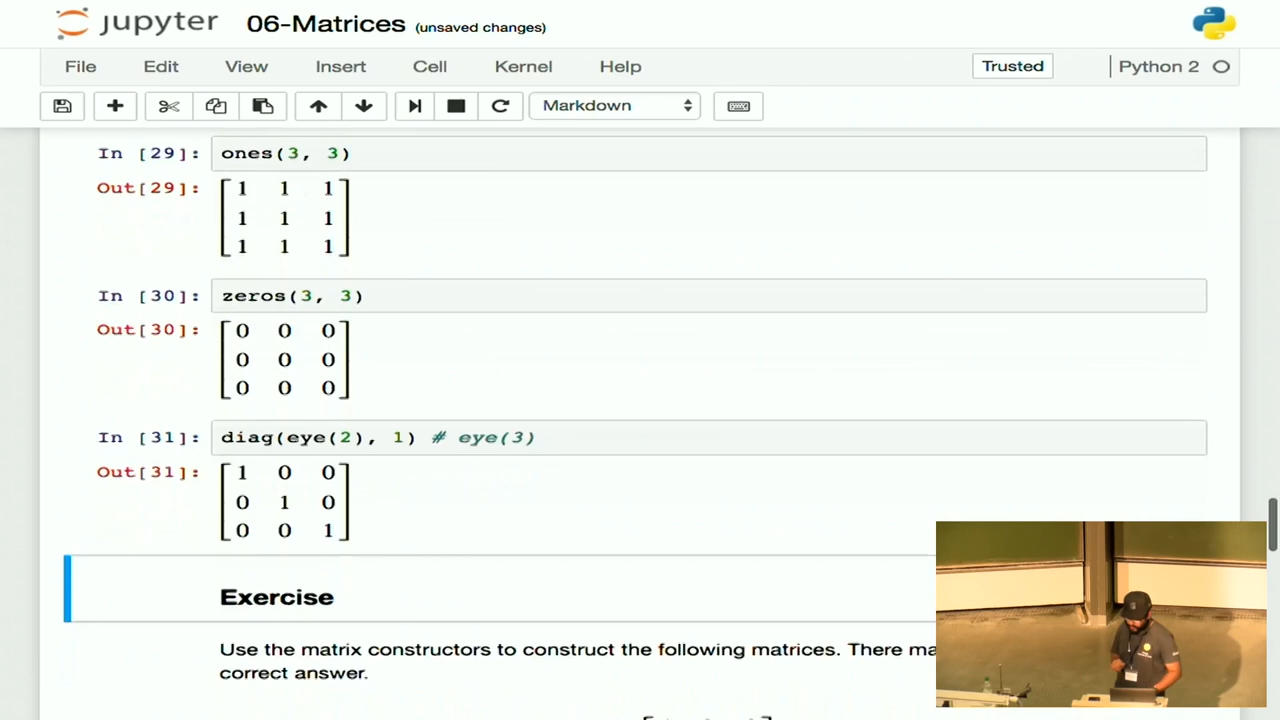 jupyter 06-Matrices (unsaved changes)
File Edit View Insert Cell Kernel Help Trusted Python 2
Markdown
In [29]: ones(3, 3)
Out[29]: 1 1 1
1 1 1
1 1 1
In [30]: zeros(3, 3)
Out[30]: 0 0 0
0 0 0
0 0 0
In [31]: diag(eye(2), 1) # eye(3)
Out[31]: 1 0 0
0 1 0
0 0 1
Exercise
Use the matrix constructors to construct the following matrices. There
correct answer.